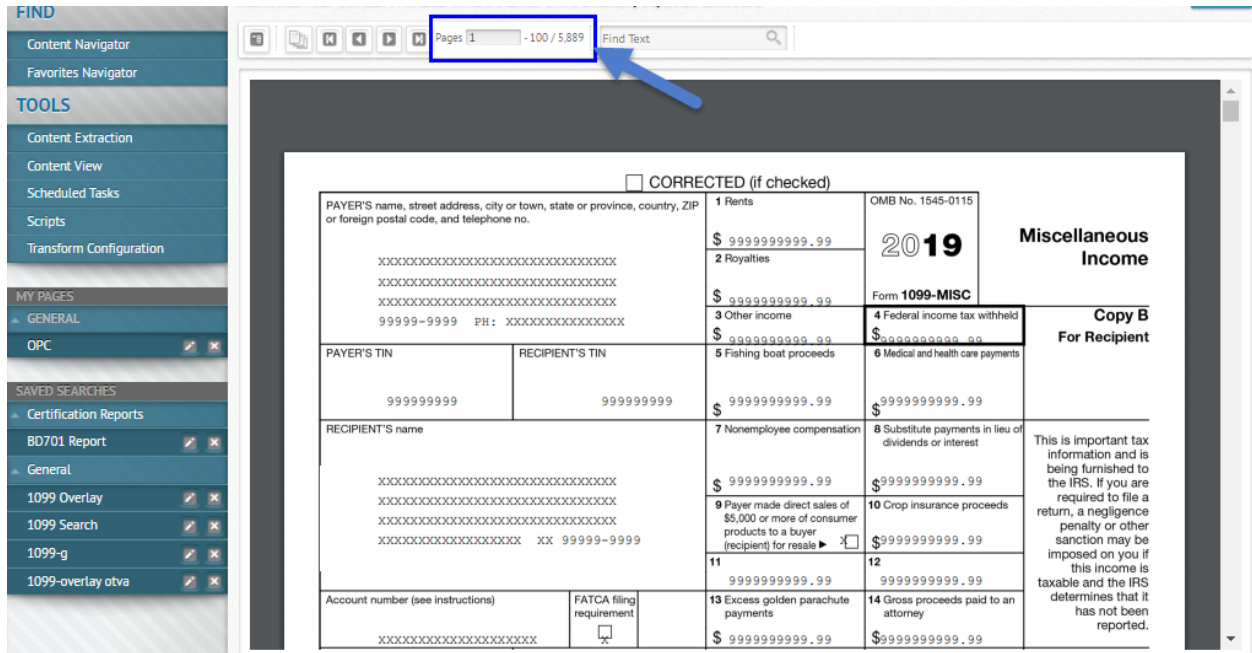 FIND
Content Navigator
Favorites Navigator
TOOLS
Content Extraction
Content View
Scheduled Tasks
Scripts
Transform Configuration
MY PAGES
GENERAL
OPC
SAVED SEARCHES
Certification Reports
BD701 Report
General
1099 Overlay
1099 Search
1099-g
1099-overlay otva
Pages 1 - 100 / 5,889
Find Text
CORRECTED (if checked)
PAYER'S name, street address, city or town, state or province, country, ZIP
or foreign postal code, and telephone no.
XXXXXXXXXXXXXXXXXXXXXXXXXXXXXX
XXXXXXXXXXXXXXXXXXXXXXXXXXXXXX
XXXXXXXXXXXXXXXXXXXXXXXXXXXXXX
99999-9999 PH: XXXXXXXXXXXXXXX
1 Rents
$ 9999999999.99
2 Royalties
$ 9999999999.99
OMB No. 1545-0115
2019
Form 1099-MISC
Miscellaneous
Income
3 Other income
$ 9999999999.99
4 Federal income tax withheld
$9999999999.99
Copy B
For Recipient
PAYER'S TIN
999999999
RECIPIENT'S TIN
999999999
5 Fishing boat proceeds
$ 9999999999.99
6 Medical and health care payments
$9999999999.99
RECIPIENT'S name
XXXXXXXXXXXXXXXXXXXXXXXXXXXXXX
XXXXXXXXXXXXXXXXXXXXXXXXXXXXXX
XXXXXXXXXXXXXXXXXXXXXXXXXXXXXX
XXXXXXXXXXXXXXXXXX XX 99999-9999
7 Nonemployee compensation
$ 9999999999.99
8 Substitute payments in lieu of
dividends or interest
$9999999999.99
9 Payer made direct sales of
$5,000 or more of consumer
products to a buyer
(recipient) for resale ► X
10 Crop insurance proceeds
$9999999999.99
11
9999999999.99
12
9999999999.99
This is important tax
information and is
being furnished to
the IRS. If you are
required to file a
return, a negligence
penalty or other
sanction may be
imposed on you if
this income is
taxable and the IRS
determines that it
has not been
reported.
Account number (see instructions)
XXXXXXXXXXXXXXXXXXXX
FATCA filing
requirement
X
13 Excess golden parachute
payments
$ 9999999999.99
14 Gross proceeds paid to an
attorney
$9999999999.99